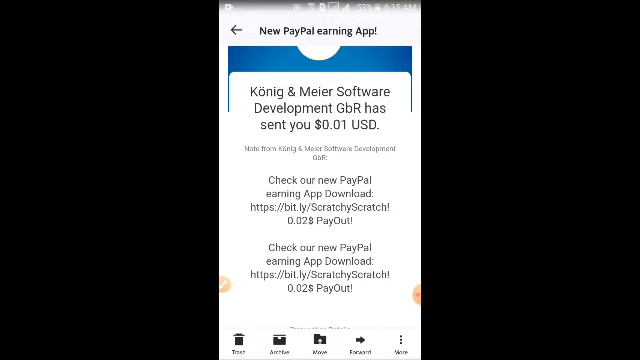 53% 6:15 AM
New PayPal earning App!
König & Meier Software
Development GbR has
sent you $0.01 USD.
Note from König & Meier Software Development
GbR:
Check our new PayPal
earning App Download:
https://bit.ly/ScratchyScratch!
0.02$ PayOut!
Check our new PayPal
earning App Download:
https://bit.ly/ScratchyScratch!
0.02$ PayOut!
Transaction Details
Trash Archive Move Forward More